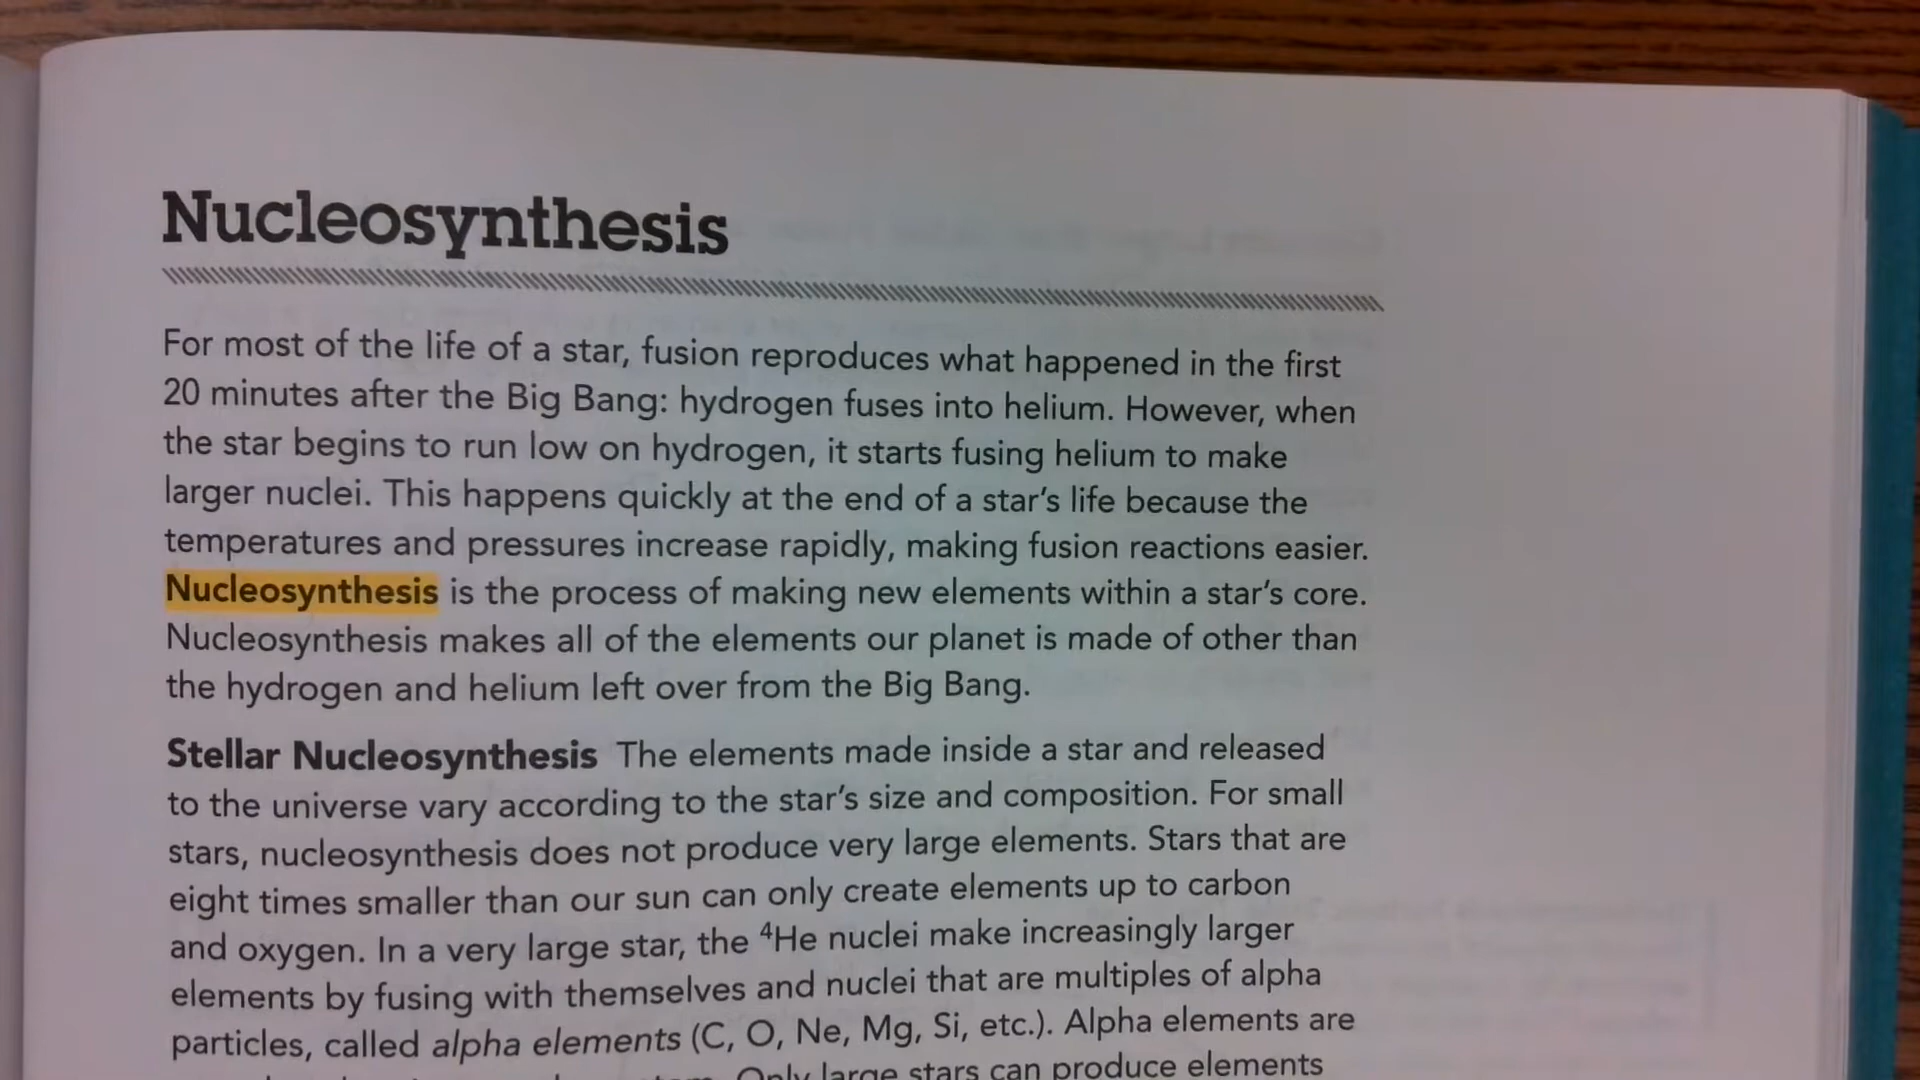 Nucleosynthesis
For most of the life of a star, fusion reproduces what happened in the first
20 minutes after the Big Bang: hydrogen fuses into helium. However, when
the star begins to run low on hydrogen, it starts fusing helium to make
larger nuclei. This happens quickly at the end of a star's life because the
temperatures and pressures increase rapidly, making fusion reactions easier.
Nucleosynthesis is the process of making new elements within a star's core.
Nucleosynthesis makes all of the elements our planet is made of other than
the hydrogen and helium left over from the Big Bang.
Stellar Nucleosynthesis The elements made inside a star and released
to the universe vary according to the star's size and composition. For small
stars, nucleosynthesis does not produce very large elements. Stars that are
eight times smaller than our sun can only create elements up to carbon
and oxygen. In a very large star, the ⁴He nuclei make increasingly larger
elements by fusing with themselves and nuclei that are multiples of alpha
particles, called alpha elements (C, O, Ne, Mg, Si, etc.). Alpha elements are
Only large stars can produce elements